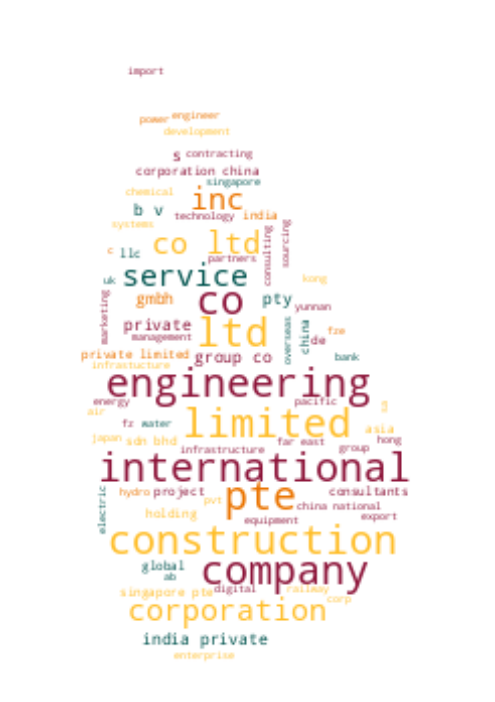 import
power engineer
development
s contracting
corporation china
singapore
chemical
inc
b v
technology india
systems
co ltd
c llc
partners
consulting
sourcing
uk service
kong
gmbh co pty
marketing
yunnan
private ltd
management
overseas
china
de
fze
private limited group co
bank
infrastucture
engineering
energy
pacific
air
limited
fz water
asia
japan sdn bhd
far east
group
hong
infrastructure
international
electric
hydro project
pte
consultants
pvt
china national
holding
equipment
export
construction
global
company
ab
singapore pte
digital
railway
corp
corporation
india private
enterprise